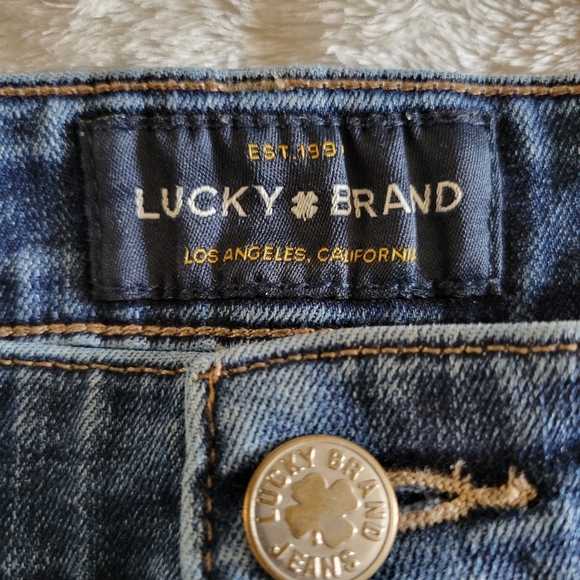 EST.1990
LUCKY BRAND
LOS ANGELES, CALIFORNIA
LUCKY BRAND
JEANS